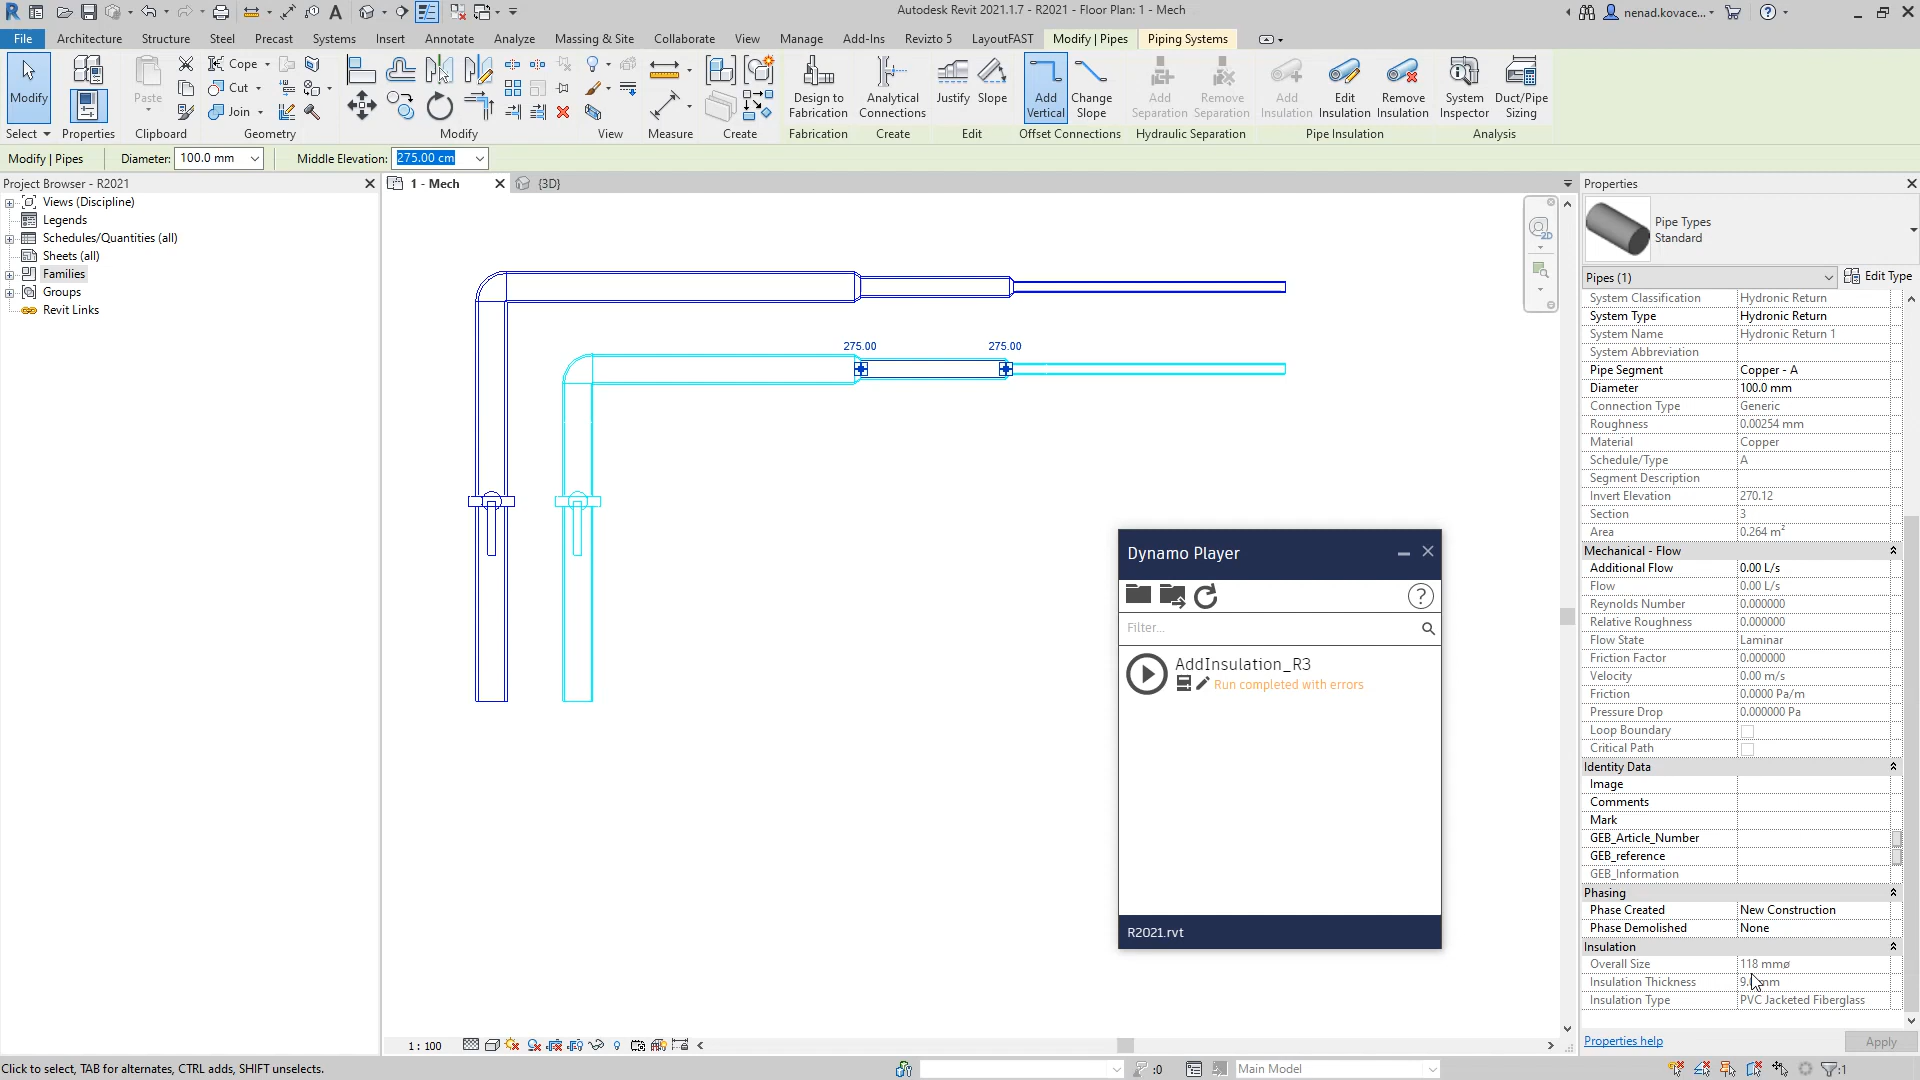 Autodesk Revit 2021.1.7 - R2021 - Floor Plan: 1 - Mech
nenad.kovace...
File Architecture Structure Steel Precast Systems Insert Annotate Analyze Massing & Site Collaborate View Manage Add-Ins Revizto 5 LayoutFAST Modify | Pipes Piping Systems
Modify
Paste
Cope
Cut
Join
Design to Fabrication
Analytical Connections
Justify
Slope
Add Vertical
Change Slope
Add Separation
Remove Separation
Add Insulation
Edit Insulation
Remove Insulation
System Inspector
Duct/Pipe Sizing
Select Properties Clipboard Geometry Modify View Measure Create Fabrication Create Edit Offset Connections Hydraulic Separation Pipe Insulation Analysis
Modify | Pipes Diameter: 100.0 mm Middle Elevation: 275.00 cm
Project Browser - R2021
Views (Discipline)
Legends
Schedules/Quantities (all)
Sheets (all)
Families
Groups
Revit Links
1 - Mech {3D}
2D
275.00 275.00
Dynamo Player
Filter...
AddInsulation_R3
Run completed with errors
R2021.rvt
Properties
Pipe Types
Standard
Pipes (1) Edit Type
System Classification Hydronic Return
System Type Hydronic Return
System Name Hydronic Return 1
System Abbreviation
Pipe Segment Copper - A
Diameter 100.0 mm
Connection Type Generic
Roughness 0.00254 mm
Material Copper
Schedule/Type A
Segment Description
Invert Elevation 270.12
Section 3
Area 0.264 m²
Mechanical - Flow
Additional Flow 0.00 L/s
Flow 0.00 L/s
Reynolds Number 0.000000
Relative Roughness 0.000000
Flow State Laminar
Friction Factor 0.000000
Velocity 0.00 m/s
Friction 0.0000 Pa/m
Pressure Drop 0.000000 Pa
Loop Boundary
Critical Path
Identity Data
Image
Comments
Mark
GEB_Article_Number
GEB_reference
GEB_Information
Phasing
Phase Created New Construction
Phase Demolished None
Insulation
Overall Size 118 mmø
Insulation Thickness
Insulation Type PVC Jacketed Fiberglass
Properties help Apply
1 : 100
Click to select, TAB for alternates, CTRL adds, SHIFT unselects.
:0
Main Model
:1